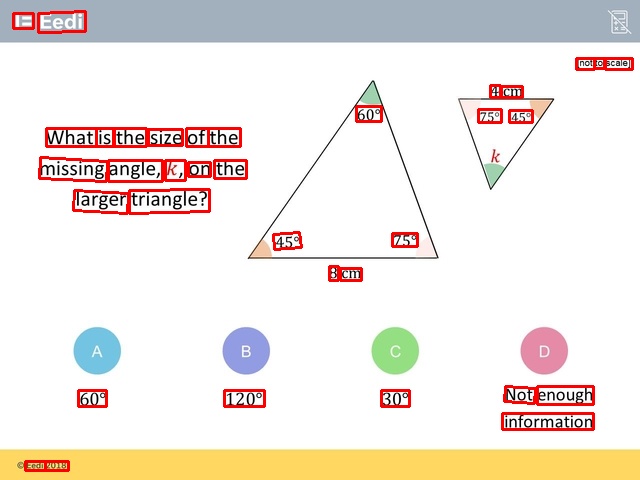 Eedi
not to scale
What is the size of the
missing angle, k, on the
larger triangle?
60°
45°
75°
8 cm
4 cm
75°
45°
k
A
60°
B
120°
C
30°
D
Not enough
information
© Eedi 2018